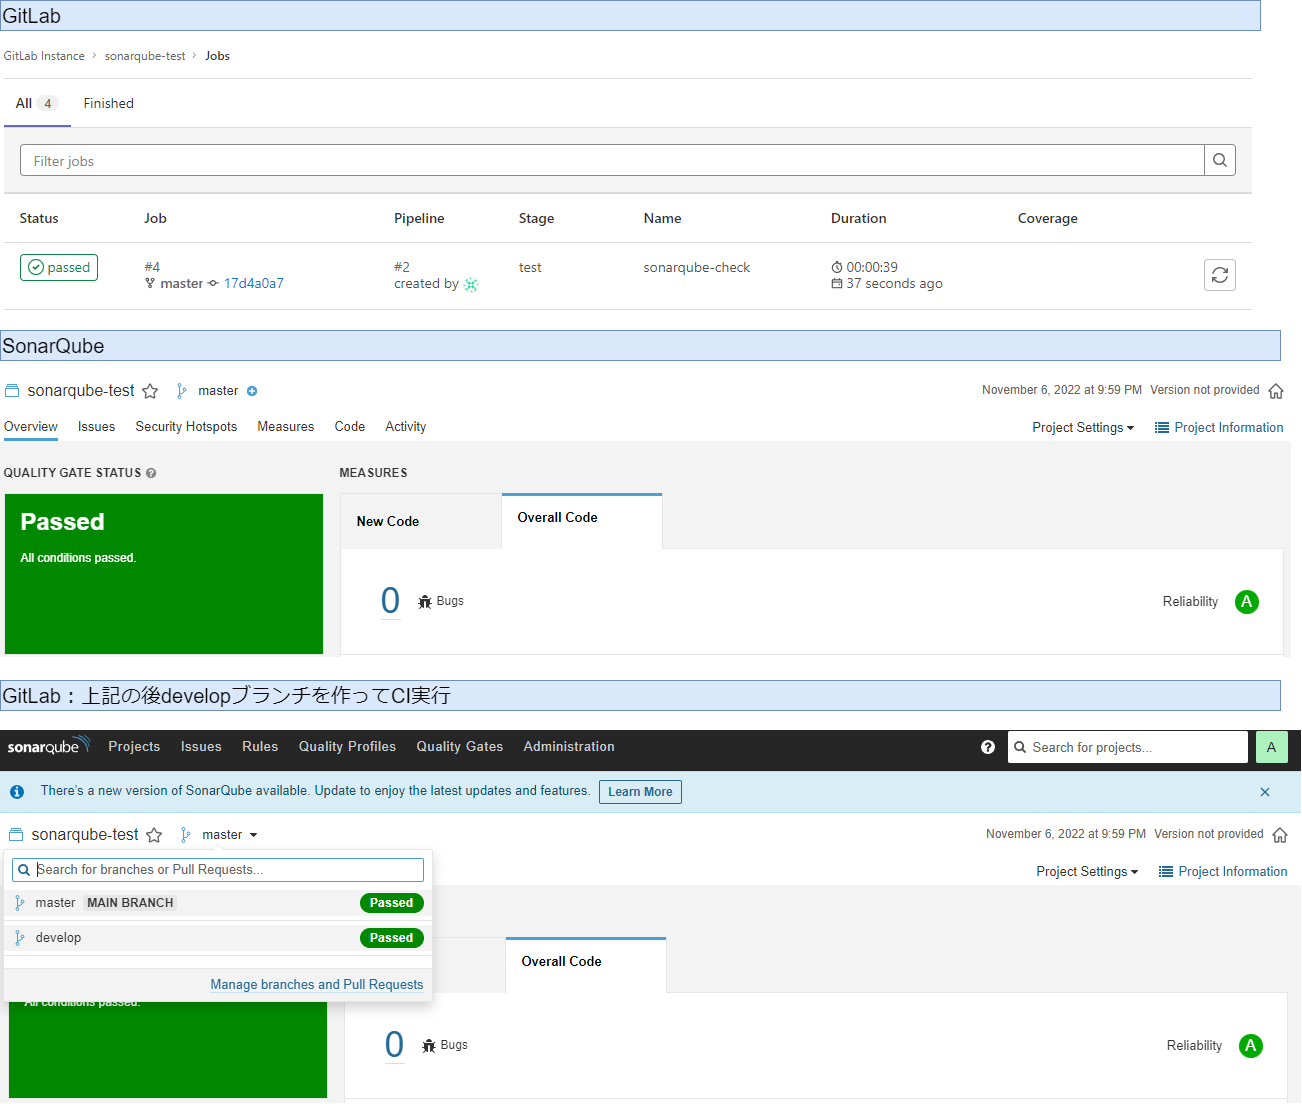 GitLab
GitLab Instance › sonarqube-test › Jobs
All 4 Finished
Filter jobs
Status Job Pipeline Stage Name Duration Coverage
passed #4 #2 test sonarqube-check 00:00:39
master 17d4a0a7 created by 37 seconds ago
SonarQube
sonarqube-test master November 6, 2022 at 9:59 PM Version not provided
Overview Issues Security Hotspots Measures Code Activity Project Settings Project Information
QUALITY GATE STATUS MEASURES
Passed
New Code Overall Code
All conditions passed.
0 Bugs Reliability A
GitLab：上記の後developブランチを作ってCI実行
sonarqube Projects Issues Rules Quality Profiles Quality Gates Administration ? Search for projects... A
There's a new version of SonarQube available. Update to enjoy the latest updates and features. Learn More
sonarqube-test master November 6, 2022 at 9:59 PM Version not provided
Search for branches or Pull Requests...
Project Settings Project Information
master MAIN BRANCH Passed
develop Passed
Overall Code
Manage branches and Pull Requests
All conditions passed.
0 Bugs Reliability A